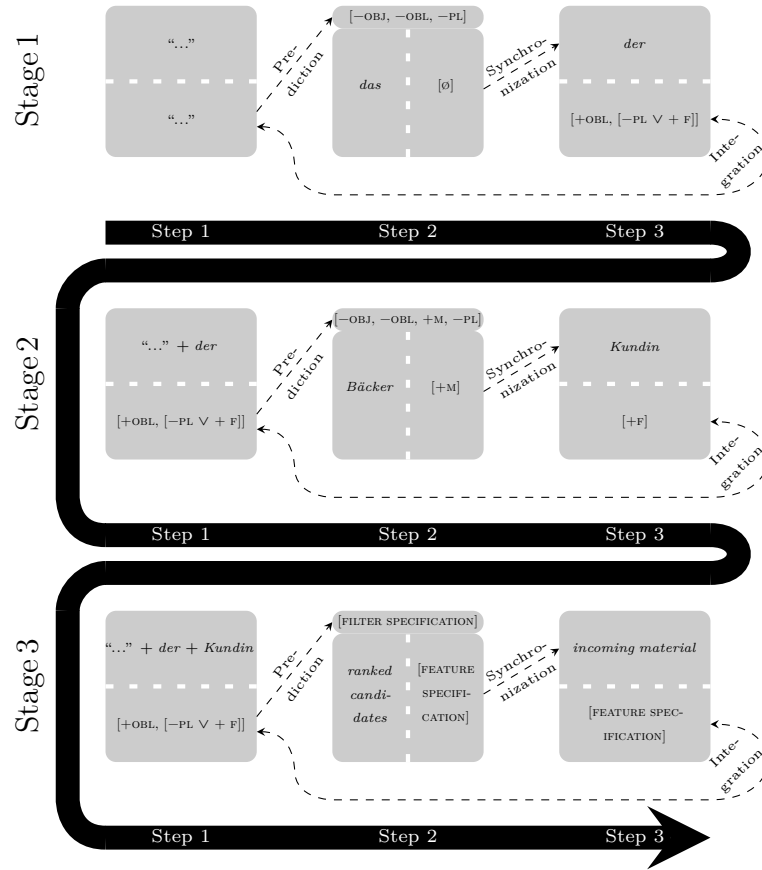 Stage 1
“...”
“...”
Pre-
diction
[−OBJ, −OBL, −PL]
das
[ø]
Synchro-
nization
der
[+OBL, [−PL ∨ + F]]
Inte-
gration
Step 1
Step 2
Step 3
Stage 2
“...” + der
[+OBL, [−PL ∨ + F]]
Pre-
diction
[−OBJ, −OBL, +M, −PL]
Bäcker
[+M]
Synchro-
nization
Kundin
[+F]
Inte-
gration
Step 1
Step 2
Step 3
Stage 3
“...” + der + Kundin
[+OBL, [−PL ∨ + F]]
Pre-
diction
[FILTER SPECIFICATION]
ranked
candi-
dates
[FEATURE
SPECIFI-
CATION]
Synchro-
nization
incoming material
[FEATURE SPEC-
IFICATION]
Inte-
gration
Step 1
Step 2
Step 3